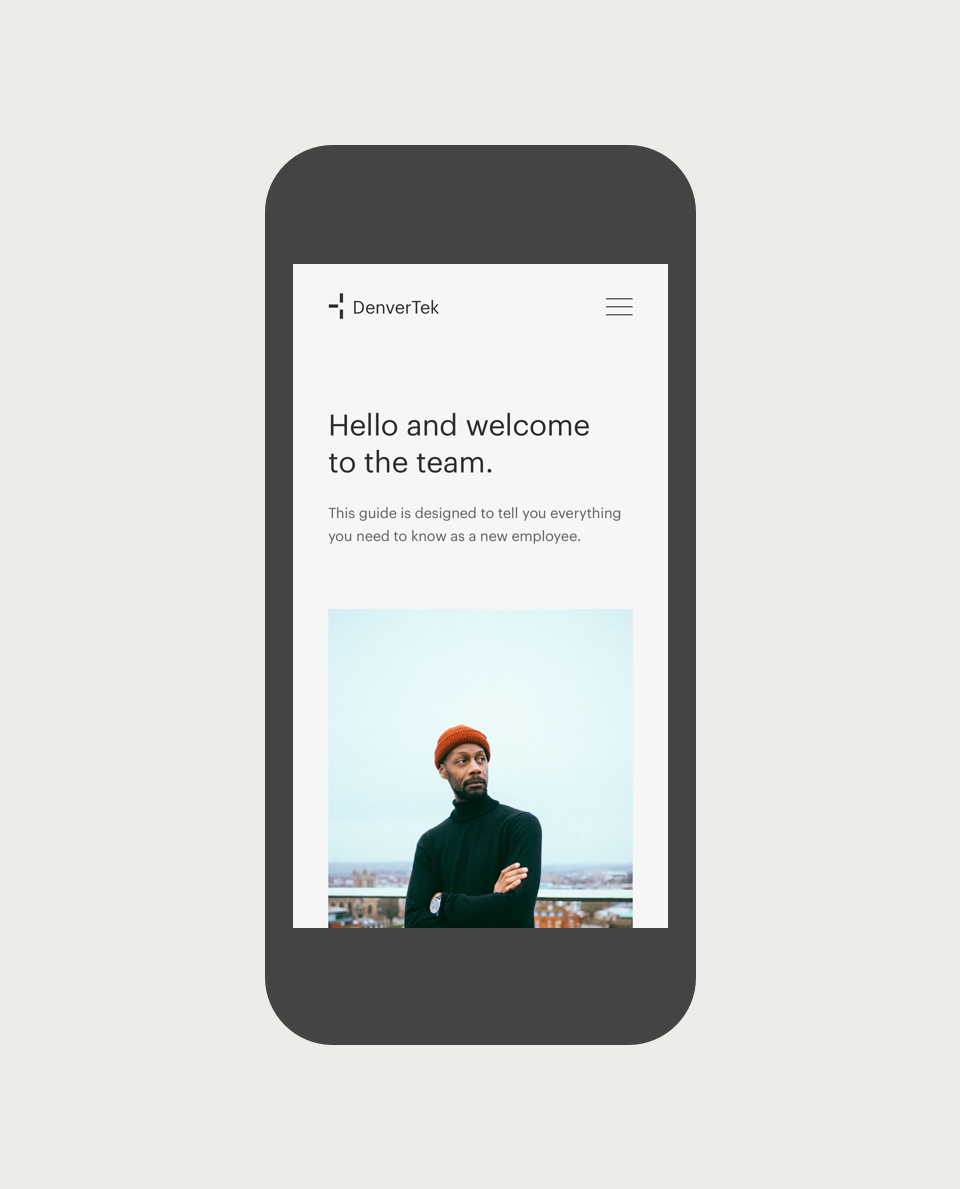 DenverTek
Hello and welcome
to the team.
This guide is designed to tell you everything
you need to know as a new employee.